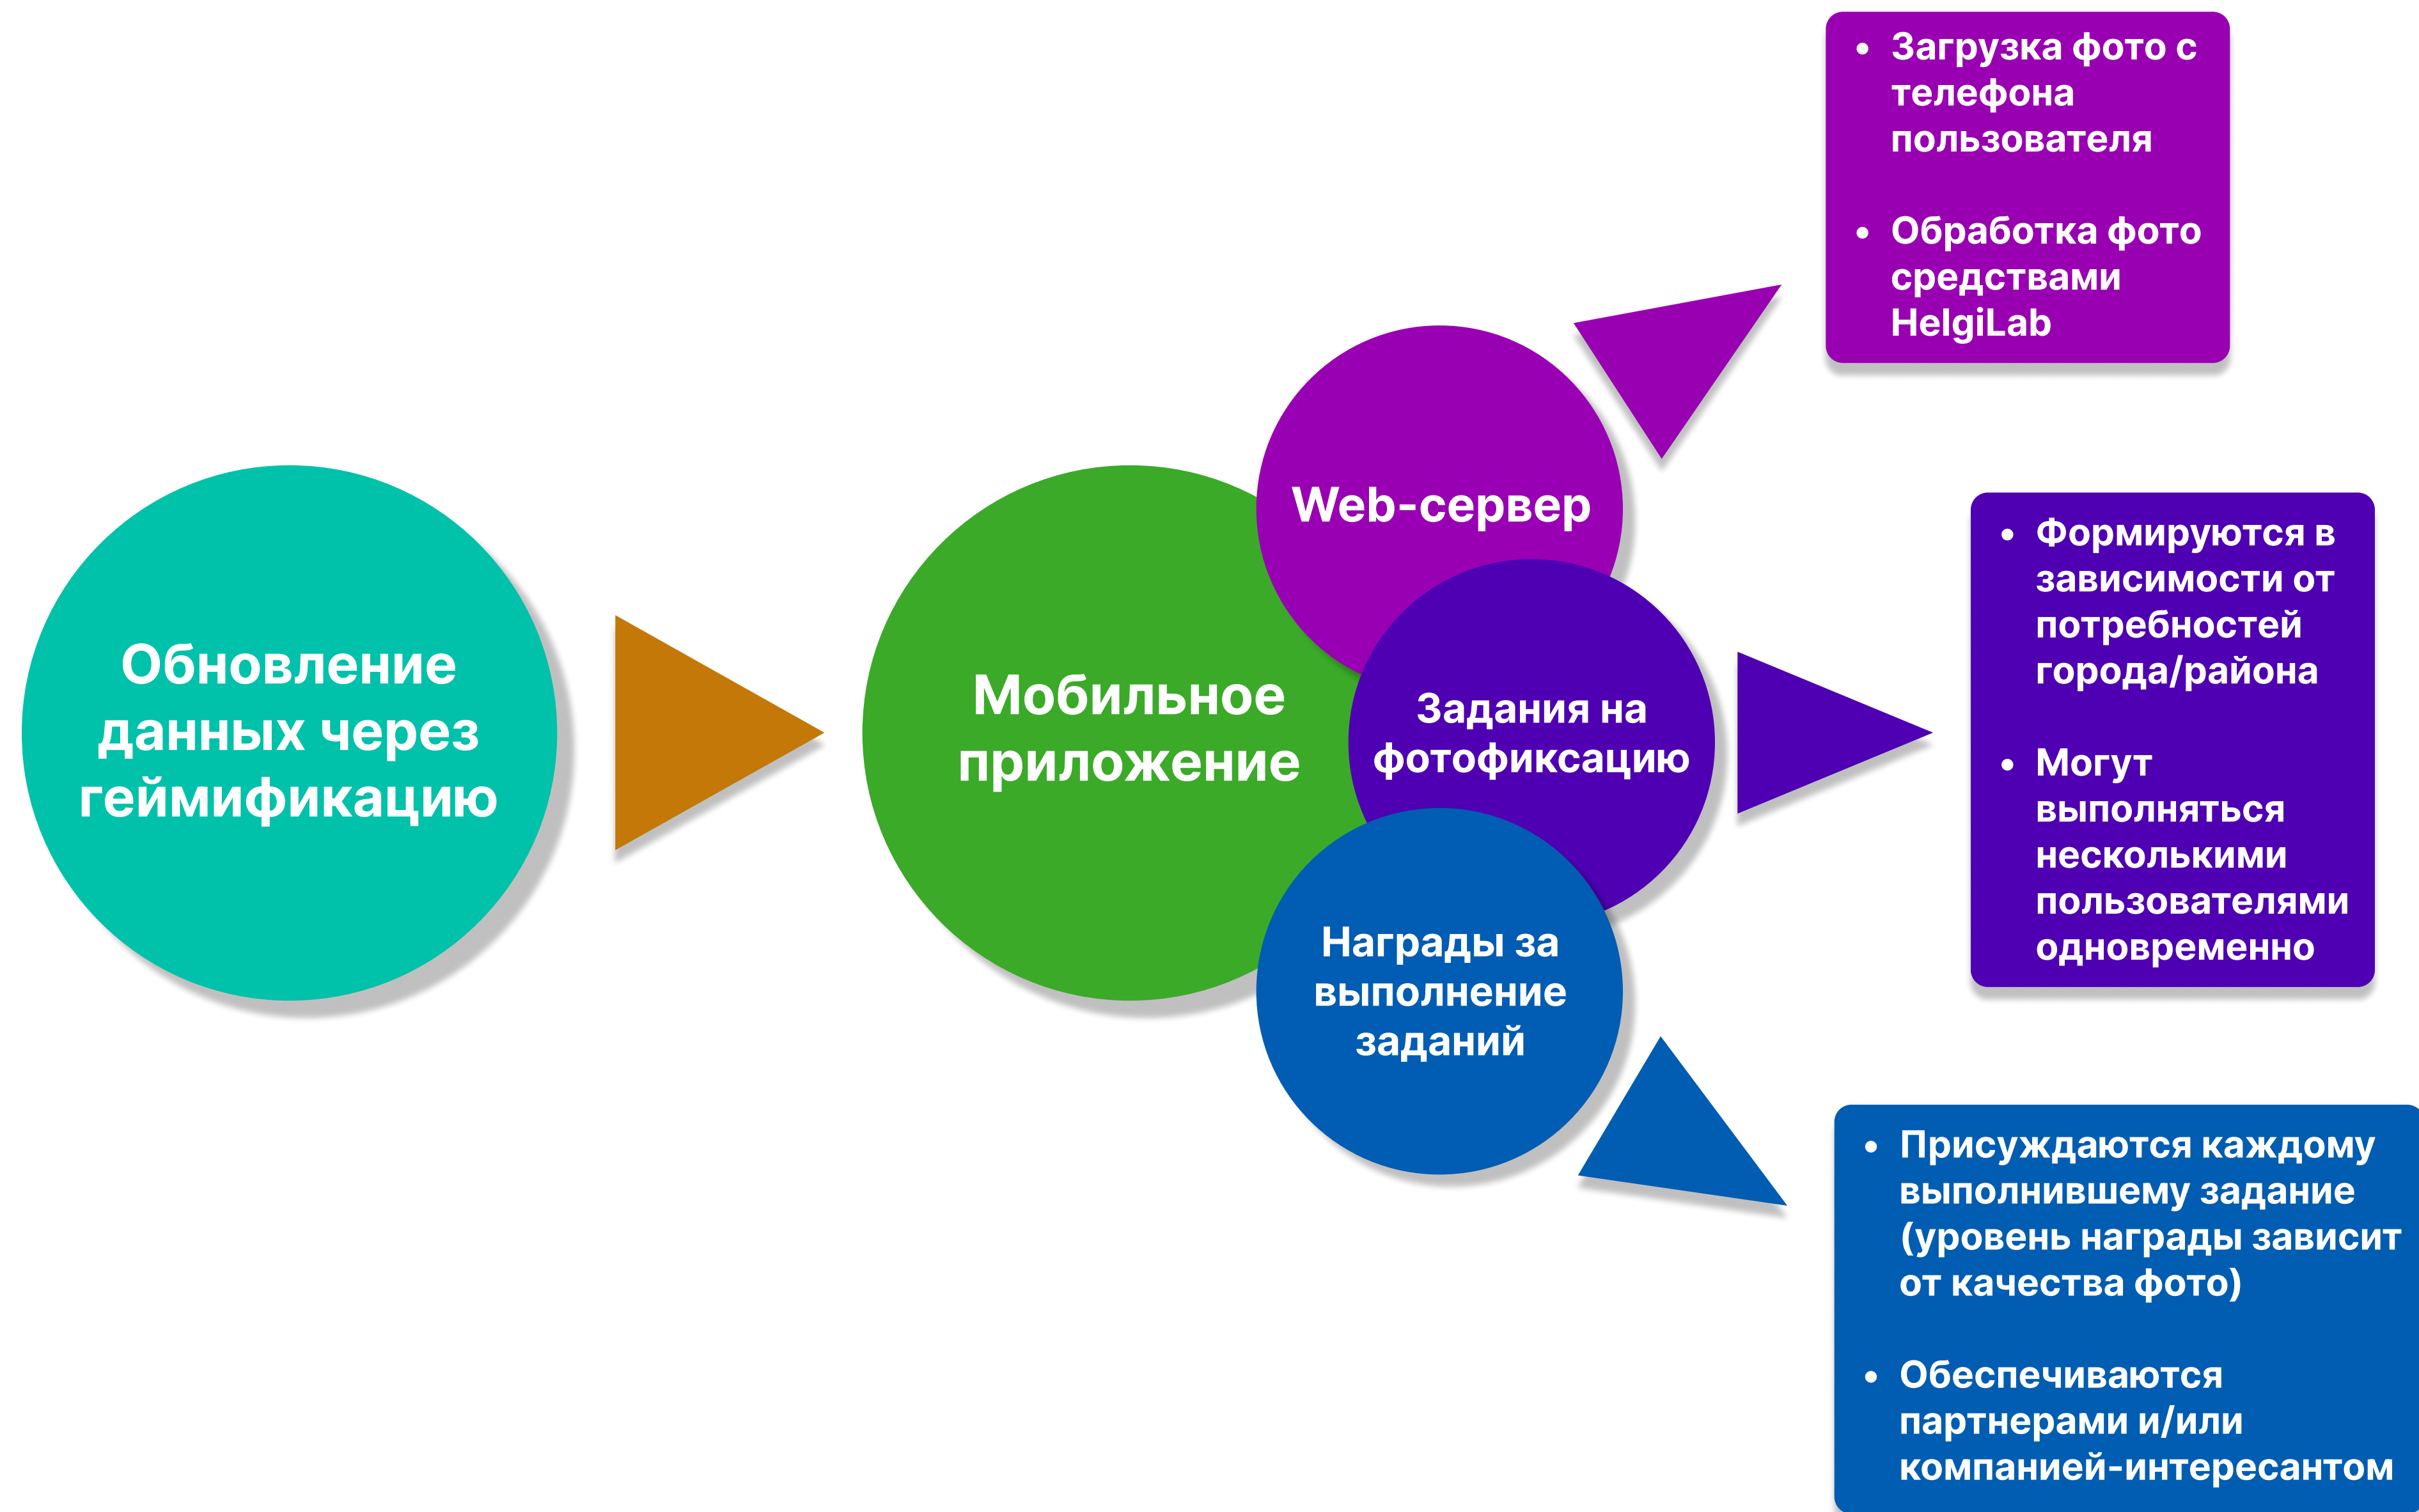 Обновление
данных через
геймификацию
Мобильное
приложение
Web-сервер
Задания на
фотофиксацию
Награды за
выполнение
заданий
• Загрузка фото с
телефона
пользователя
• Обработка фото
средствами
HelgiLab
• Формируются в
зависимости от
потребностей
города/района
• Могут
выполняться
несколькими
пользователями
одновременно
• Присуждаются каждому
выполнившему задание
(уровень награды зависит
от качества фото)
• Обеспечиваются
партнерами и/или
компанией-интересантом